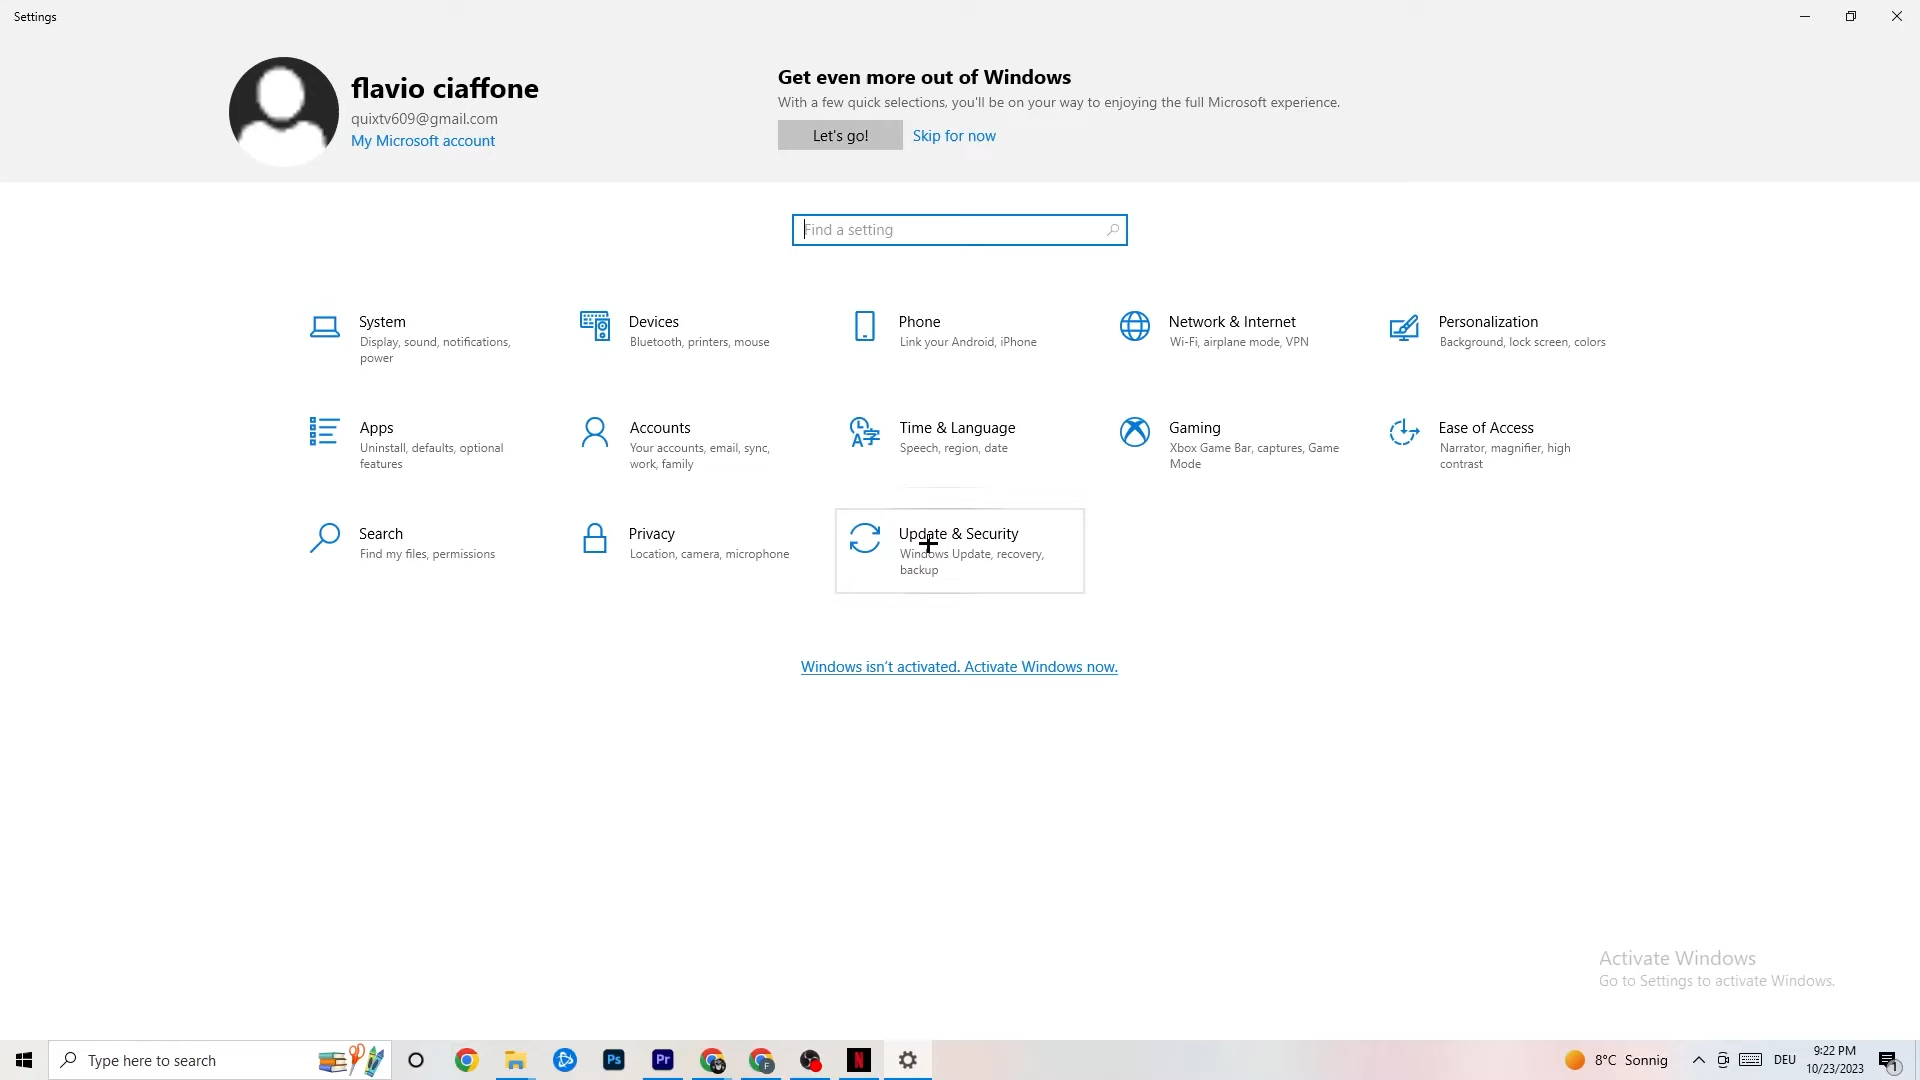 Settings
flavio ciaffone
quixtv609@gmail.com
My Microsoft account
Get even more out of Windows
With a few quick selections, you'll be on your way to enjoying the full Microsoft experience.
Let's go!
Skip for now
Find a setting
System
Display, sound, notifications,
power
Devices
Bluetooth, printers, mouse
Phone
Link your Android, iPhone
Network & Internet
Wi-Fi, airplane mode, VPN
Personalization
Background, lock screen, colors
Apps
Uninstall, defaults, optional
features
Accounts
Your accounts, email, sync,
work, family
Time & Language
Speech, region, date
Gaming
Xbox Game Bar, captures, Game
Mode
Ease of Access
Narrator, magnifier, high
contrast
Search
Find my files, permissions
Privacy
Location, camera, microphone
Update & Security
Windows Update, recovery,
backup
Windows isn't activated. Activate Windows now.
Activate Windows
Go to Settings to activate Windows.
Type here to search
Ps
Pr
F
N
8°C Sonnig
DEU
9:22 PM
10/23/2023
1